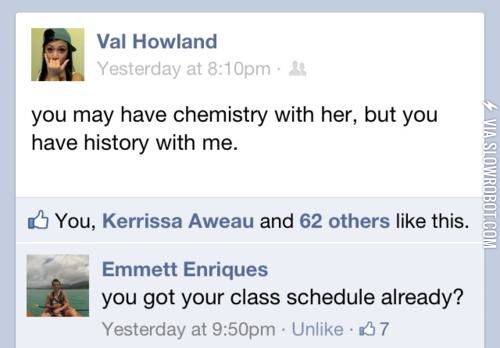 Val Howland
Yesterday at 8:10pm ·
you may have chemistry with her, but you
have history with me.
You, Kerrissa Aweau and 62 others like this.
Emmett Enriques
you got your class schedule already?
Yesterday at 9:50pm · Unlike · 7
VIA SLOWROBOT.COM